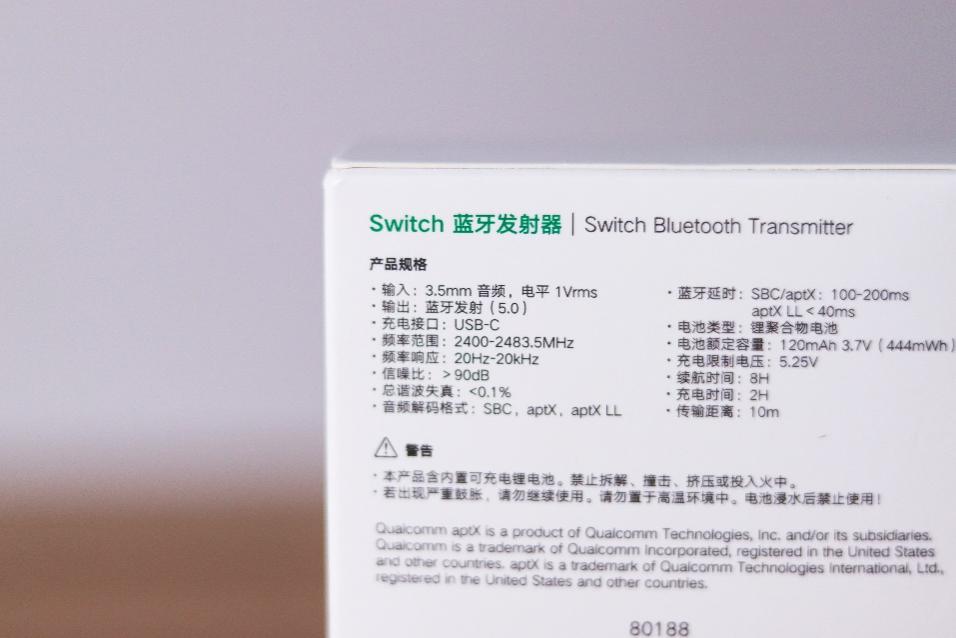 Switch 蓝牙发射器 | Switch Bluetooth Transmitter
产品规格
· 输入：3.5mm 音频，电平 1Vrms
· 输出：蓝牙发射（5.0）
· 充电接口：USB-C
· 频率范围：2400-2483.5MHz
· 频率响应：20Hz-20kHz
· 信噪比：＞90dB
· 总谐波失真：<0.1%
· 音频解码格式：SBC，aptX，aptX LL
· 蓝牙延时：SBC/aptX：100-200ms
aptX LL < 40ms
· 电池类型：锂聚合物电池
· 电池额定容量：120mAh 3.7V（444mWh）
· 充电限制电压：5.25V
· 续航时间：8H
· 充电时间：2H
· 传输距离：10m
警告
· 本产品含内置可充电锂电池。禁止拆解、撞击、挤压或投入火中。
· 若出现严重鼓胀，请勿继续使用。请勿置于高温环境中。电池浸水后禁止使用！
Qualcomm aptX is a product of Qualcomm Technologies, Inc. and/or its subsidiaries.
Qualcomm is a trademark of Qualcomm Incorporated, registered in the United States
and other countries. aptX is a trademark of Qualcomm Technologies International, Ltd.,
registered in the United States and other countries.
80188